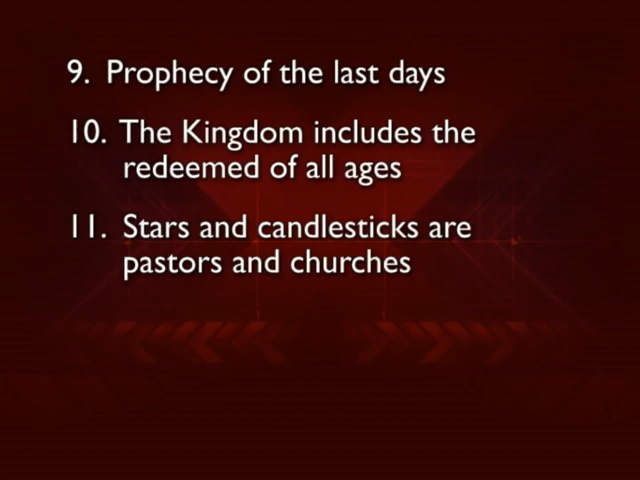 9. Prophecy of the last days
10. The Kingdom includes the
redeemed of all ages
11. Stars and candlesticks are
pastors and churches